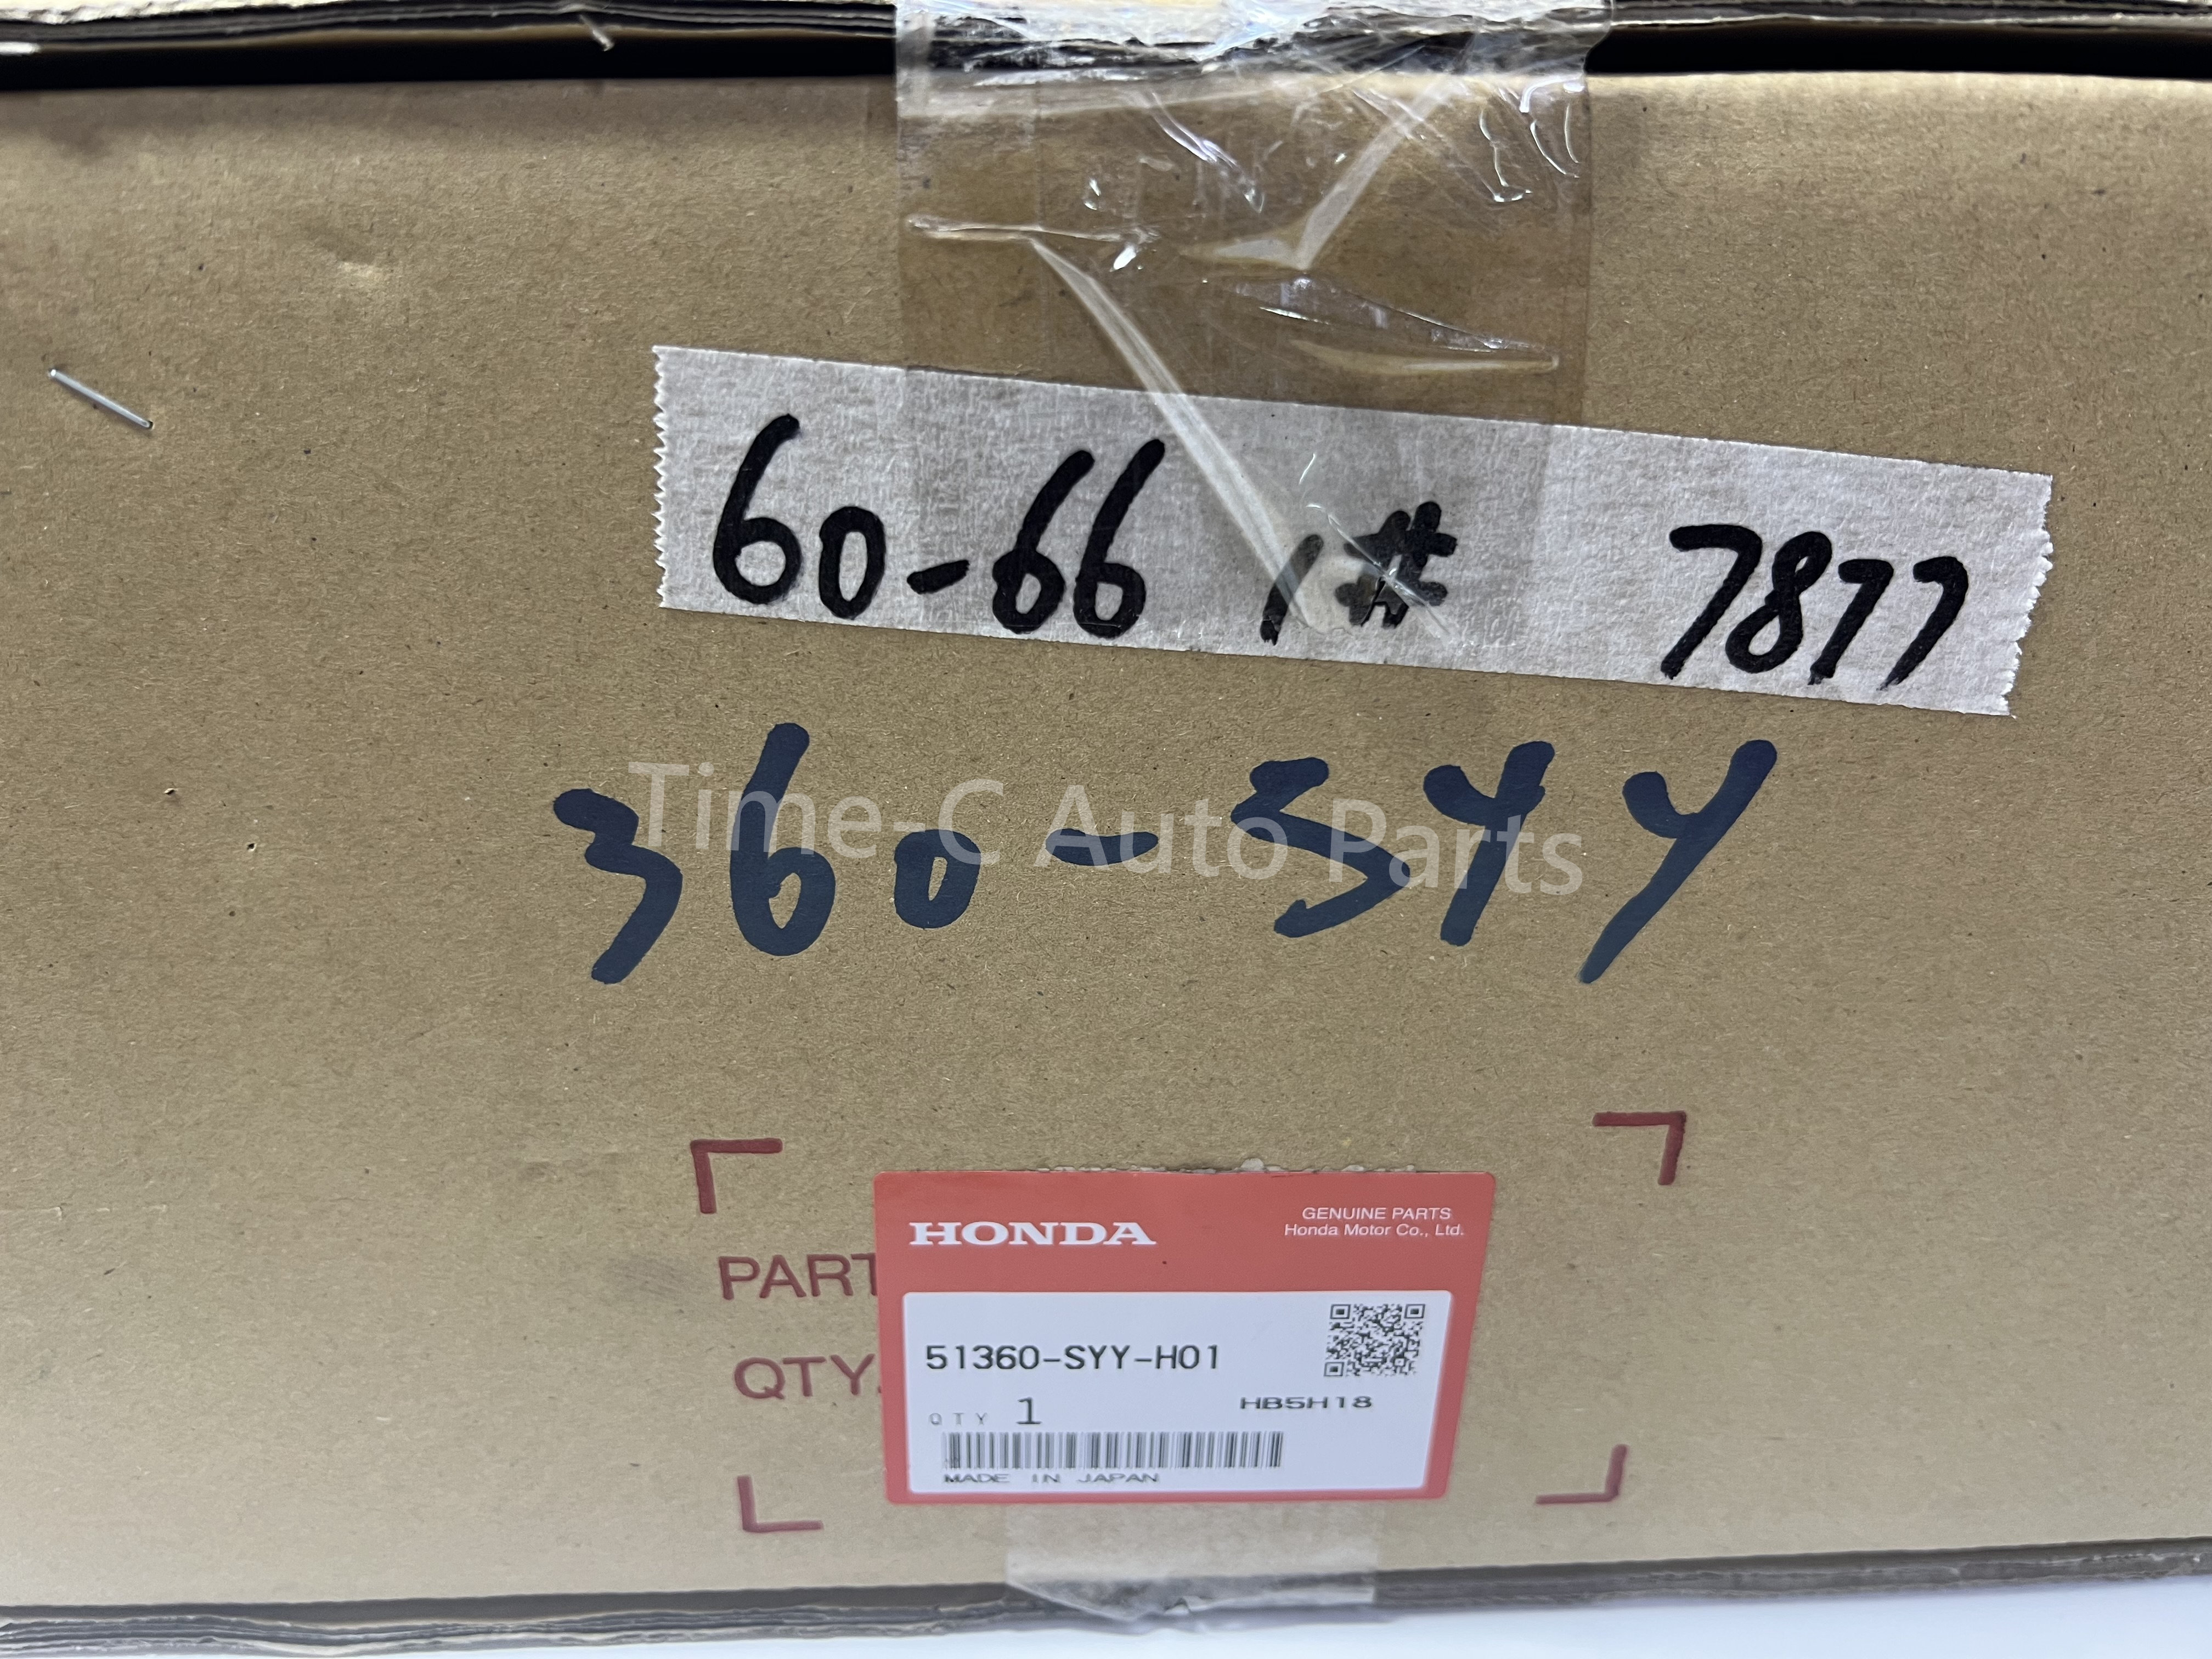 60-66 1# 7877
360-SYY
Time-C Auto Parts
HONDA
GENUINE PARTS
Honda Motor Co., Ltd.
PART
51360-SYY-H01
QTY.
QTY 1
HB5H18
MADE IN JAPAN